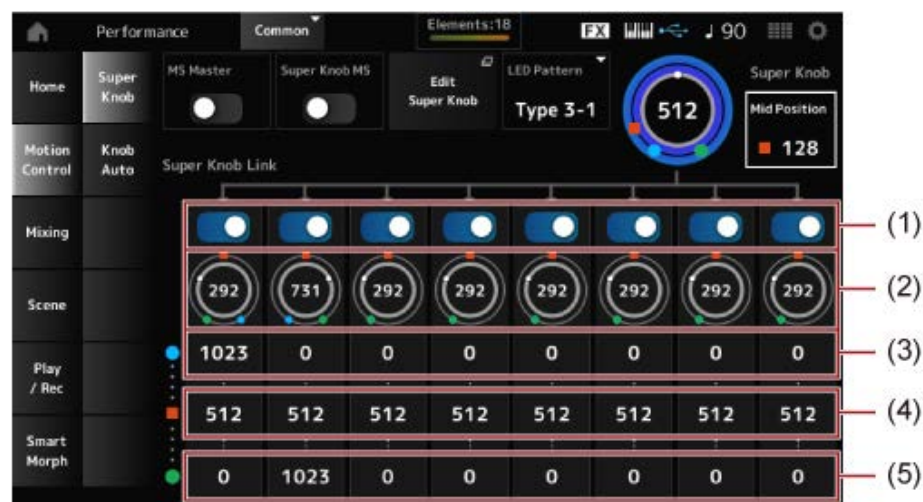 Performance
Common
Elements:18
FX
♩ 90
Home
Super Knob
MS Master
Super Knob MS
Edit
Super Knob
LED Pattern
Type 3-1
512
Super Knob
Mid Position
128
Motion Control
Knob Auto
Super Knob Link
Mixing
(1)
Scene
292 731 292 292 292 292 292 292
(2)
Play / Rec
1023 0 0 0 0 0 0 0
(3)
512 512 512 512 512 512 512 512
(4)
Smart Morph
0 1023 0 0 0 0 0 0
(5)